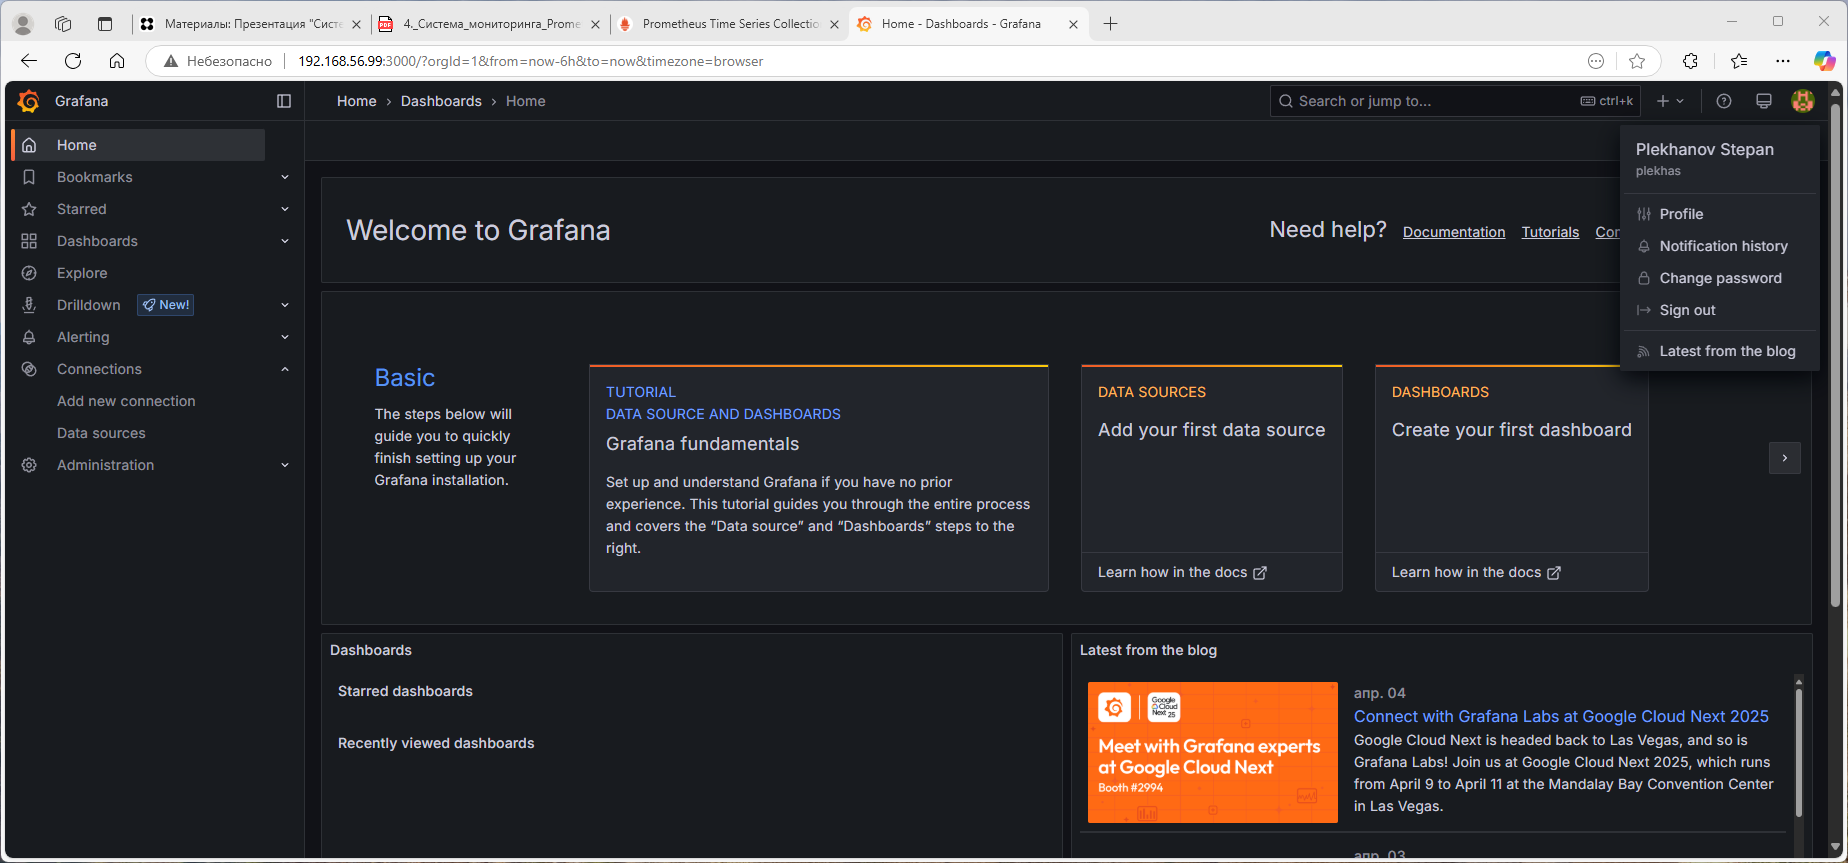 Материалы: Презентация "Систе
4._Система_мониторинга_Prome
Prometheus Time Series Collectio
Home - Dashboards - Grafana
Небезопасно
192.168.56.99:3000/?orgId=1&from=now-6h&to=now&timezone=browser
Grafana
Home › Dashboards › Home
Search or jump to...
ctrl+k
Home
Bookmarks
Starred
Dashboards
Explore
Drilldown
New!
Alerting
Connections
Add new connection
Data sources
Administration
Plekhanov Stepan
plekhas
Profile
Notification history
Change password
Sign out
Latest from the blog
Welcome to Grafana
Need help?
Documentation
Tutorials
Com
Basic
The steps below will
guide you to quickly
finish setting up your
Grafana installation.
TUTORIAL
DATA SOURCE AND DASHBOARDS
Grafana fundamentals
Set up and understand Grafana if you have no prior
experience. This tutorial guides you through the entire process
and covers the "Data source" and "Dashboards" steps to the
right.
DATA SOURCES
Add your first data source
Learn how in the docs
DASHBOARDS
Create your first dashboard
Learn how in the docs
Dashboards
Starred dashboards
Recently viewed dashboards
Latest from the blog
Google
Cloud
Next 25
Meet with Grafana experts
at Google Cloud Next
Booth #2994
апр. 04
Connect with Grafana Labs at Google Cloud Next 2025
Google Cloud Next is headed back to Las Vegas, and so is
Grafana Labs! Join us at Google Cloud Next 2025, which runs
from April 9 to April 11 at the Mandalay Bay Convention Center
in Las Vegas.
апр. 03